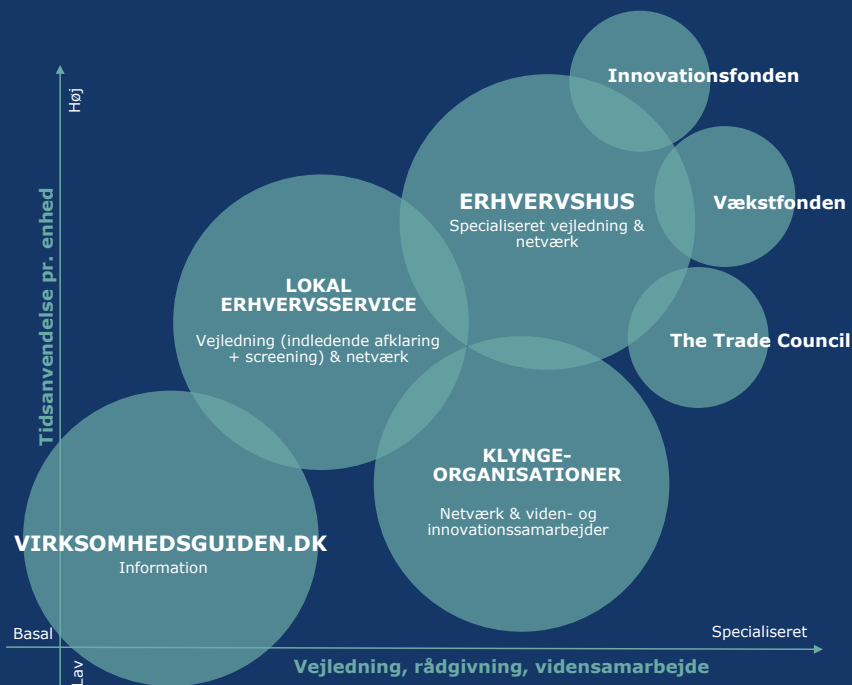 Innovationsfonden
Høj
Tidsanvendelse pr. enhed
ERHVERVSHUS
Specialiseret vejledning &
netværk
Vækstfonden
LOKAL
ERHVERVSSERVICE
Vejledning (indledende afklaring
+ screening) & netværk
The Trade Council
KLYNGE-
ORGANISATIONER
Netværk & viden- og
innovationssamarbejder
VIRKSOMHEDSGUIDEN.DK
Information
Basal
Specialiseret
Lav
Vejledning, rådgivning, vidensamarbejde